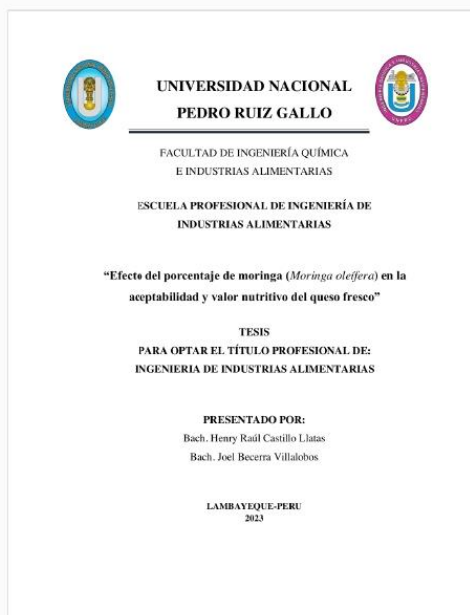 UNIVERSIDAD NACIONAL
PEDRO RUIZ GALLO
FACULTAD DE INGENIERÍA QUÍMICA
E INDUSTRIAS ALIMENTARIAS
ESCUELA PROFESIONAL DE INGENIERÍA DE
INDUSTRIAS ALIMENTARIAS
“Efecto del porcentaje de moringa (Moringa oleífera) en la
aceptabilidad y valor nutritivo del queso fresco”
TESIS
PARA OPTAR EL TÍTULO PROFESIONAL DE:
INGENIERIA DE INDUSTRIAS ALIMENTARIAS
PRESENTADO POR:
Bach. Henry Raúl Castillo Llatas
Bach. Joel Becerra Villalobos
LAMBAYEQUE-PERU
2023